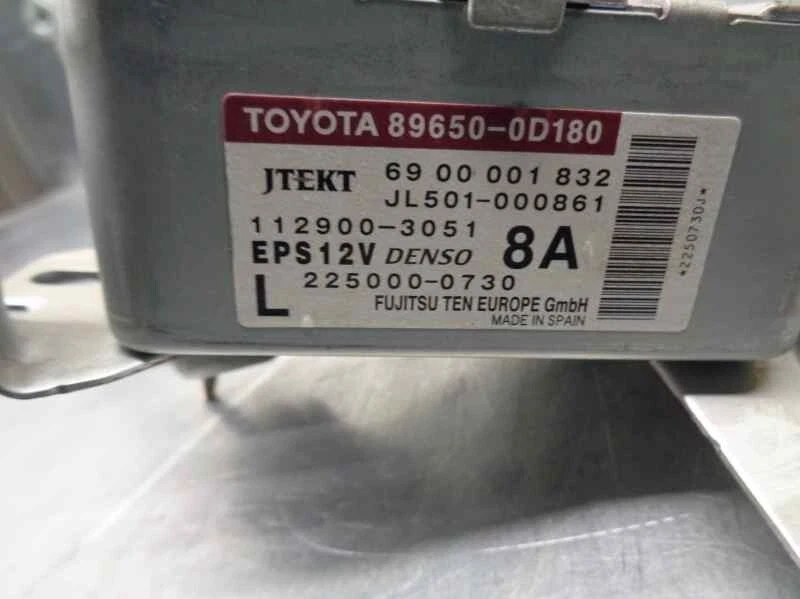 TOYOTA 89650-0D180
JTEKT 69 00 001 832
JL501-000861
112900-3051
EPS12V DENSO 8A
L 225000-0730
FUJITSU TEN EUROPE GmbH
MADE IN SPAIN
*2250730J*